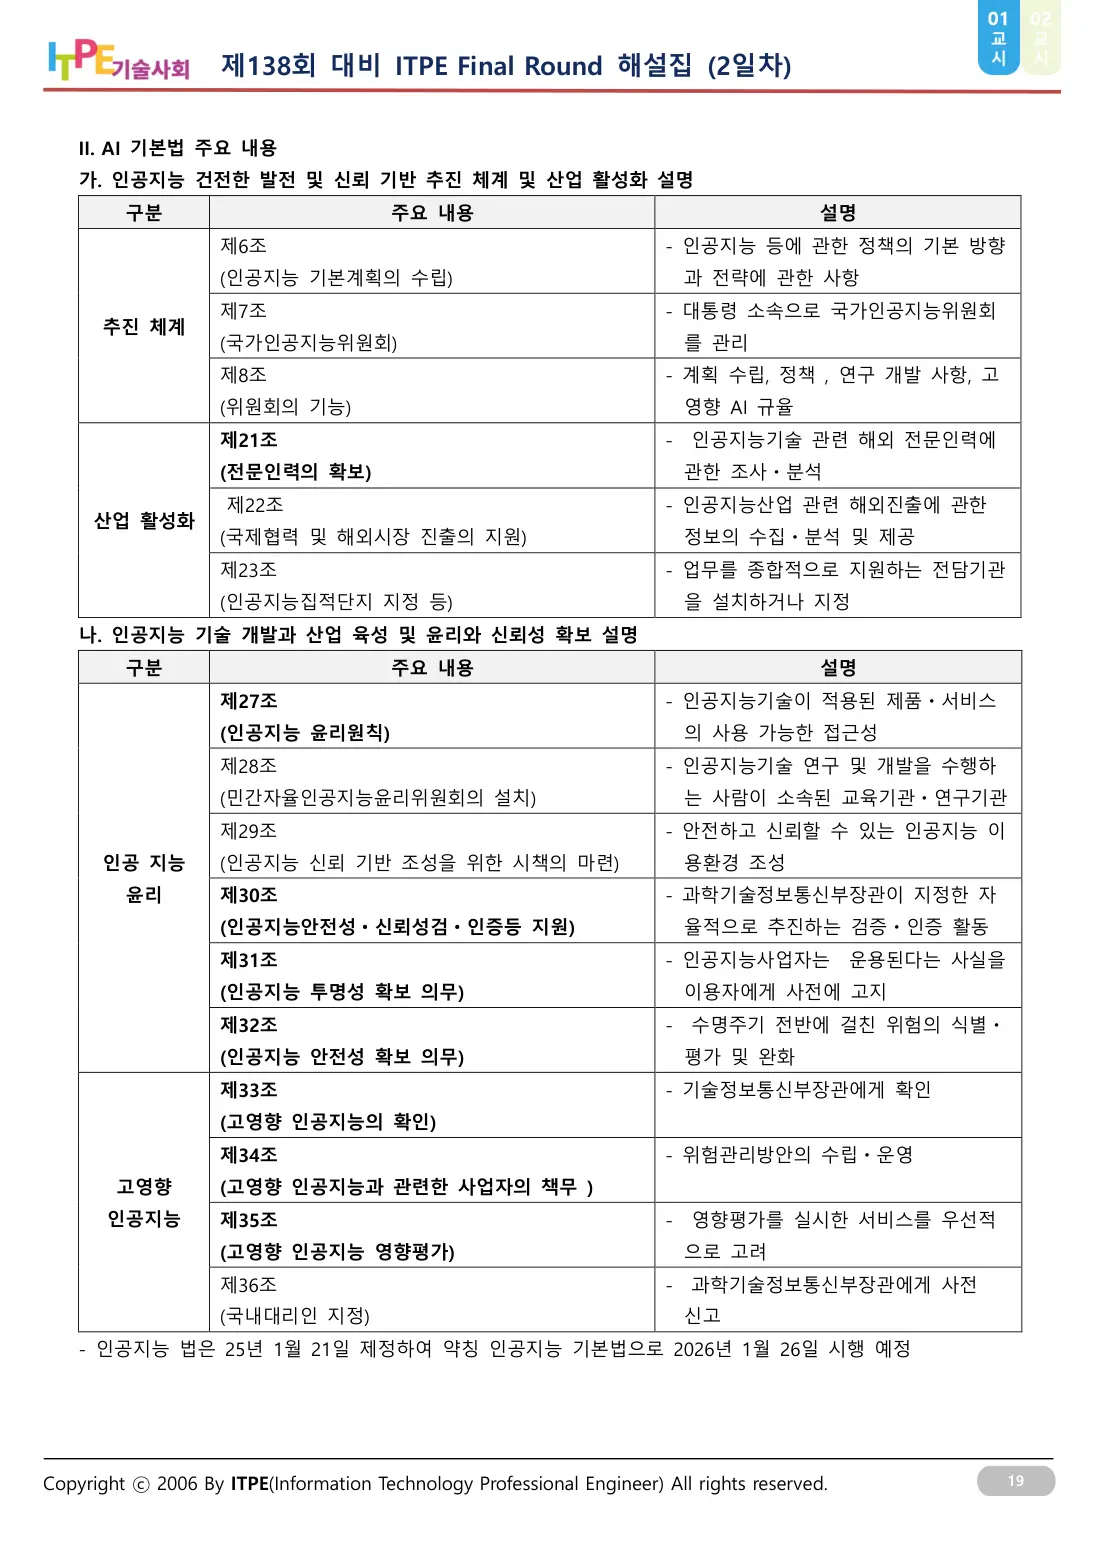 ITPE기술사회 제138회 대비 ITPE Final Round 해설집 (2일차)
01
교
시
02
교
시
II. AI 기본법 주요 내용
가. 인공지능 건전한 발전 및 신뢰 기반 추진 체계 및 산업 활성화 설명
구분 주요 내용 설명
추진 체계
제6조
(인공지능 기본계획의 수립)
- 인공지능 등에 관한 정책의 기본 방향
과 전략에 관한 사항
제7조
(국가인공지능위원회)
- 대통령 소속으로 국가인공지능위원회
를 관리
제8조
(위원회의 기능)
- 계획 수립, 정책 , 연구 개발 사항, 고
영향 AI 규율
산업 활성화
제21조
(전문인력의 확보)
- 인공지능기술 관련 해외 전문인력에
관한 조사・분석
제22조
(국제협력 및 해외시장 진출의 지원)
- 인공지능산업 관련 해외진출에 관한
정보의 수집・분석 및 제공
제23조
(인공지능집적단지 지정 등)
- 업무를 종합적으로 지원하는 전담기관
을 설치하거나 지정
나. 인공지능 기술 개발과 산업 육성 및 윤리와 신뢰성 확보 설명
구분 주요 내용 설명
인공 지능
윤리
제27조
(인공지능 윤리원칙)
- 인공지능기술이 적용된 제품・서비스
의 사용 가능한 접근성
제28조
(민간자율인공지능윤리위원회의 설치)
- 인공지능기술 연구 및 개발을 수행하
는 사람이 소속된 교육기관・연구기관
제29조
(인공지능 신뢰 기반 조성을 위한 시책의 마련)
- 안전하고 신뢰할 수 있는 인공지능 이
용환경 조성
제30조
(인공지능안전성・신뢰성검・인증등 지원)
- 과학기술정보통신부장관이 지정한 자
율적으로 추진하는 검증・인증 활동
제31조
(인공지능 투명성 확보 의무)
- 인공지능사업자는 운용된다는 사실을
이용자에게 사전에 고지
제32조
(인공지능 안전성 확보 의무)
- 수명주기 전반에 걸친 위험의 식별・
평가 및 완화
고영향
인공지능
제33조
(고영향 인공지능의 확인)
- 기술정보통신부장관에게 확인
제34조
(고영향 인공지능과 관련한 사업자의 책무 )
- 위험관리방안의 수립・운영
제35조
(고영향 인공지능 영향평가)
- 영향평가를 실시한 서비스를 우선적
으로 고려
제36조
(국내대리인 지정)
- 과학기술정보통신부장관에게 사전
신고
- 인공지능 법은 25년 1월 21일 제정하여 약칭 인공지능 기본법으로 2026년 1월 26일 시행 예정
Copyright ⓒ 2006 By ITPE(Information Technology Professional Engineer) All rights reserved.
19